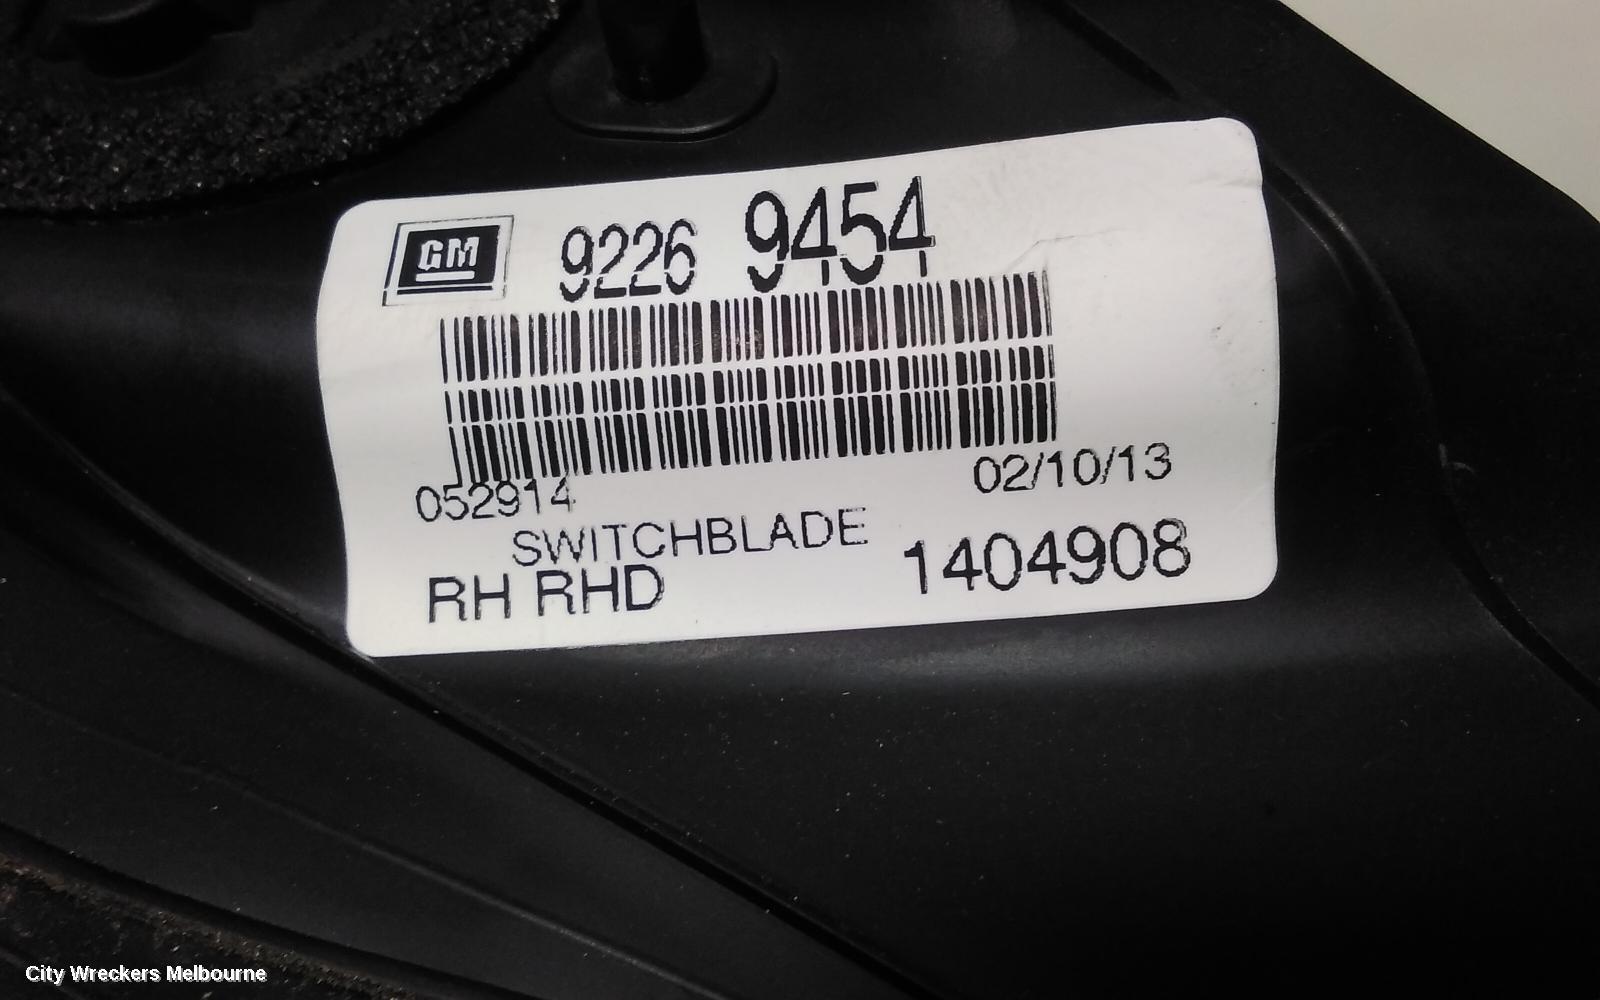 GM 9226 9454
052914 02/10/13
SWITCHBLADE
RH RHD 1404908
City Wreckers Melbourne